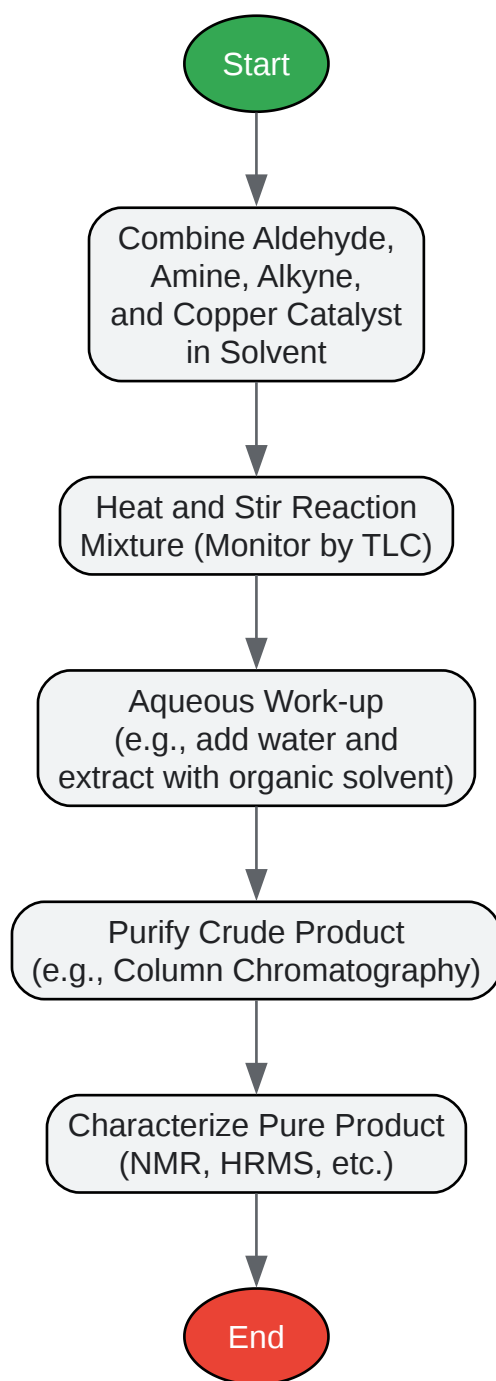 Start
Combine Aldehyde,
Amine, Alkyne,
and Copper Catalyst
in Solvent
Heat and Stir Reaction
Mixture (Monitor by TLC)
Aqueous Work-up
(e.g., add water and
extract with organic solvent)
Purify Crude Product
(e.g., Column Chromatography)
Characterize Pure Product
(NMR, HRMS, etc.)
End